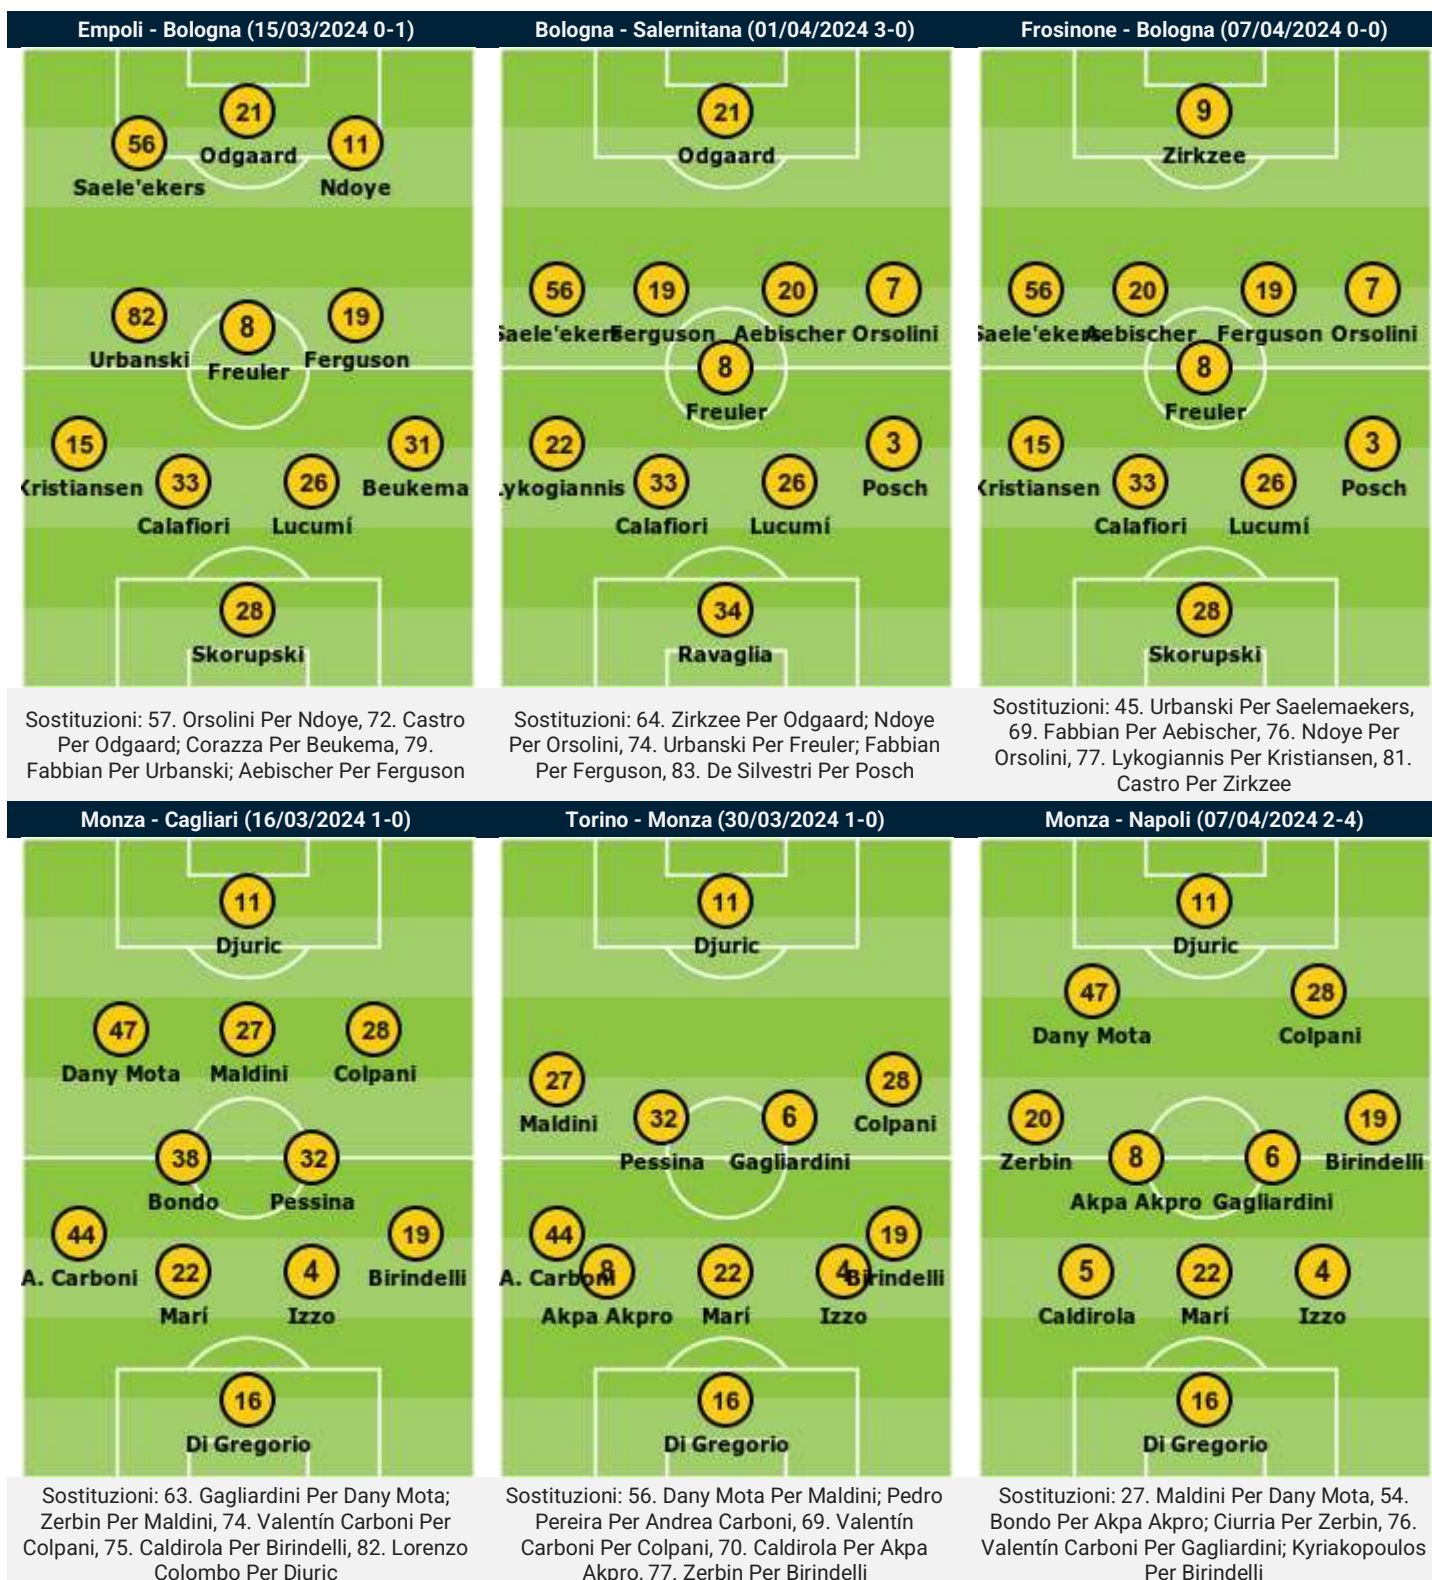 Empoli - Bologna (15/03/2024 0-1)
21
Odgaard
56
Saele'ekers
11
Ndoye
82
Urbanski
8
Freuler
19
Ferguson
15
Kristiansen
33
Calafiori
26
Lucumí
31
Beukema
28
Skorupski
Sostituzioni: 57. Orsolini Per Ndoye, 72. Castro
Per Odgaard; Corazza Per Beukema, 79.
Fabbian Per Urbanski; Aebischer Per Ferguson
Bologna - Salernitana (01/04/2024 3-0)
21
Odgaard
56
Saele'ekers
19
Ferguson
20
Aebischer
7
Orsolini
8
Freuler
22
Lykogiannis
33
Calafiori
26
Lucumí
3
Posch
34
Ravaglia
Sostituzioni: 64. Zirkzee Per Odgaard; Ndoye
Per Orsolini, 74. Urbanski Per Freuler; Fabbian
Per Ferguson, 83. De Silvestri Per Posch
Frosinone - Bologna (07/04/2024 0-0)
9
Zirkzee
56
Saele'ekers
20
Aebischer
19
Ferguson
7
Orsolini
8
Freuler
15
Kristiansen
33
Calafiori
26
Lucumí
3
Posch
28
Skorupski
Sostituzioni: 45. Urbanski Per Saelemaekers,
69. Fabbian Per Aebischer, 76. Ndoye Per
Orsolini, 77. Lykogiannis Per Kristiansen, 81.
Castro Per Zirkzee
Monza - Cagliari (16/03/2024 1-0)
11
Djuric
47
Dany Mota
27
Maldini
28
Colpani
38
Bondo
32
Pessina
44
A. Carboni
22
Marí
4
Izzo
19
Birindelli
16
Di Gregorio
Sostituzioni: 63. Gagliardini Per Dany Mota;
Zerbin Per Maldini, 74. Valentín Carboni Per
Colpani, 75. Caldirola Per Birindelli, 82. Lorenzo
Colombo Per Djuric
Torino - Monza (30/03/2024 1-0)
11
Djuric
27
Maldini
32
Pessina
6
Gagliardini
28
Colpani
44
A. Carboni
8
Akpa Akpro
22
Marí
4
Izzo
19
Birindelli
16
Di Gregorio
Sostituzioni: 56. Dany Mota Per Maldini; Pedro
Pereira Per Andrea Carboni, 69. Valentín
Carboni Per Colpani, 70. Caldirola Per Akpa
Akpro, 77. Zerbin Per Birindelli
Monza - Napoli (07/04/2024 2-4)
11
Djuric
47
Dany Mota
28
Colpani
20
Zerbin
8
Akpa Akpro
6
Gagliardini
19
Birindelli
5
Caldirola
22
Marí
4
Izzo
16
Di Gregorio
Sostituzioni: 27. Maldini Per Dany Mota, 54.
Bondo Per Akpa Akpro; Ciurria Per Zerbin, 76.
Valentín Carboni Per Gagliardini; Kyriakopoulos
Per Birindelli